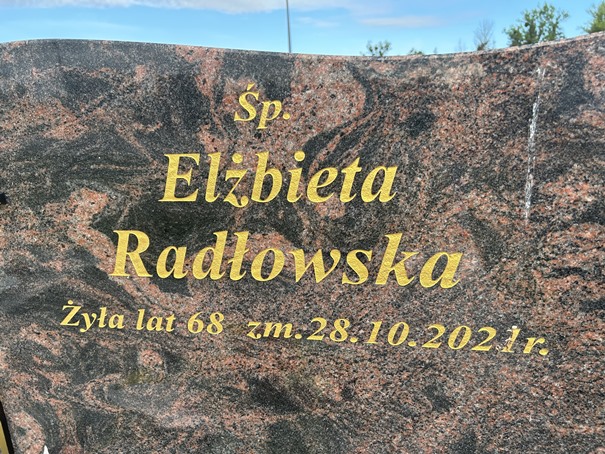 Śp.
Elżbieta
Radłowska
Żyła lat 68 zm.28.10.2021r.